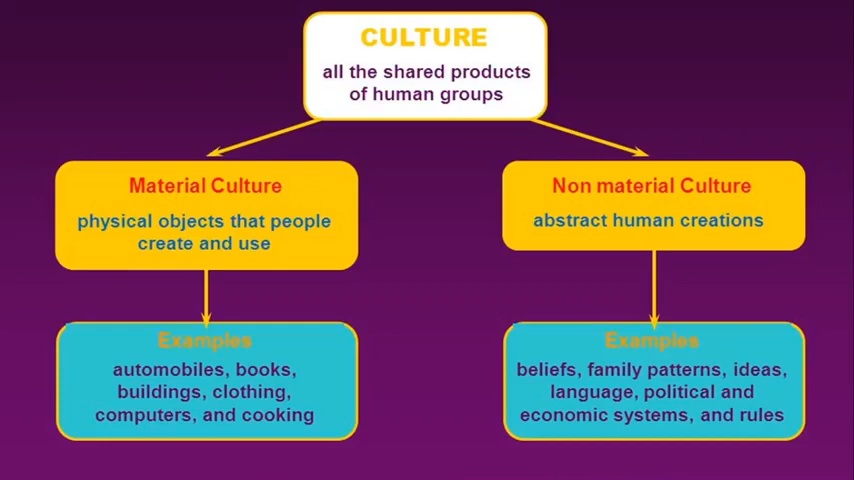 CULTURE
all the shared products
of human groups
Material Culture
physical objects that people
create and use
Non material Culture
abstract human creations
Examples
automobiles, books,
buildings, clothing,
computers, and cooking
Examples
beliefs, family patterns, ideas,
language, political and
economic systems, and rules